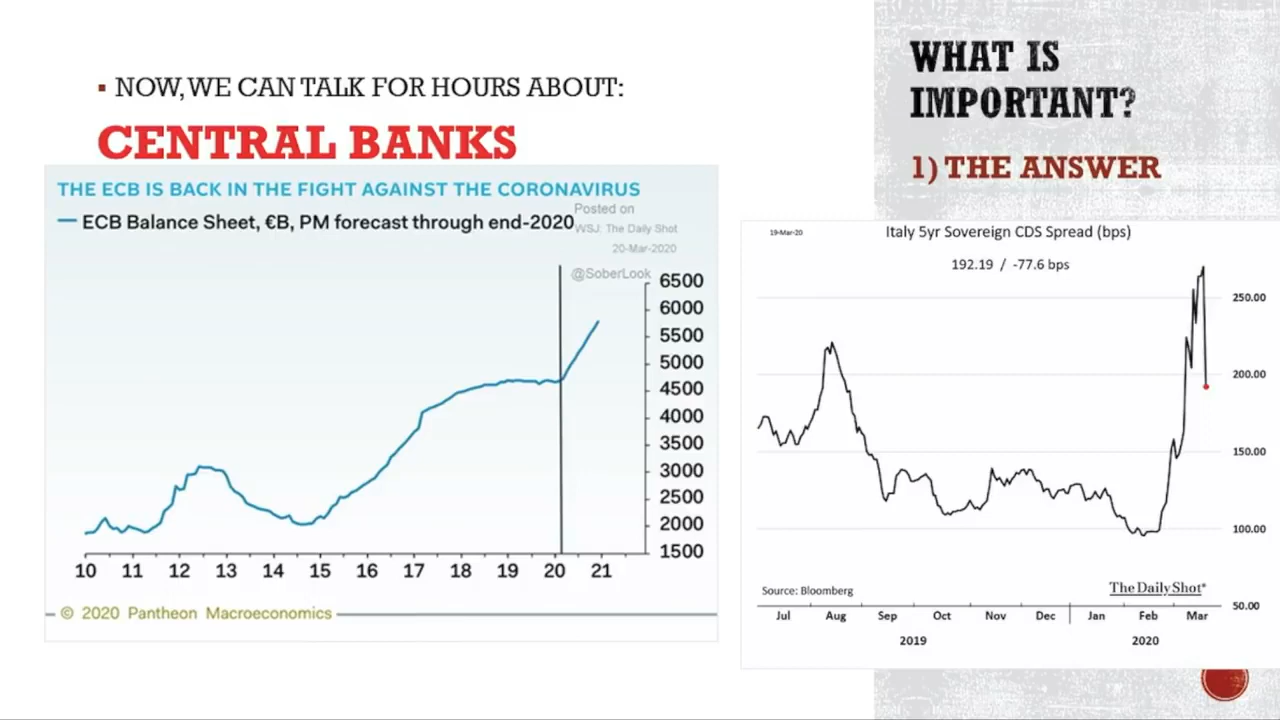 ▪ NOW, WE CAN TALK FOR HOURS ABOUT:
CENTRAL BANKS
THE ECB IS BACK IN THE FIGHT AGAINST THE CORONAVIRUS
ECB Balance Sheet, €B, PM forecast through end-2020
Posted on
WSJ: The Daily Shot
20-Mar-2020
@SoberLook
6500
6000
5500
5000
4500
4000
3500
3000
2500
2000
1500
10 11 12 13 14 15 16 17 18 19 20 21
© 2020 Pantheon Macroeconomics
WHAT IS
IMPORTANT?
1) THE ANSWER
19-Mar-20
Italy 5yr Sovereign CDS Spread (bps)
192.19 / -77.6 bps
250.00
200.00
150.00
100.00
50.00
Source: Bloomberg
The Daily Shot*
Jul Aug Sep Oct Nov Dec Jan Feb Mar
2019 2020